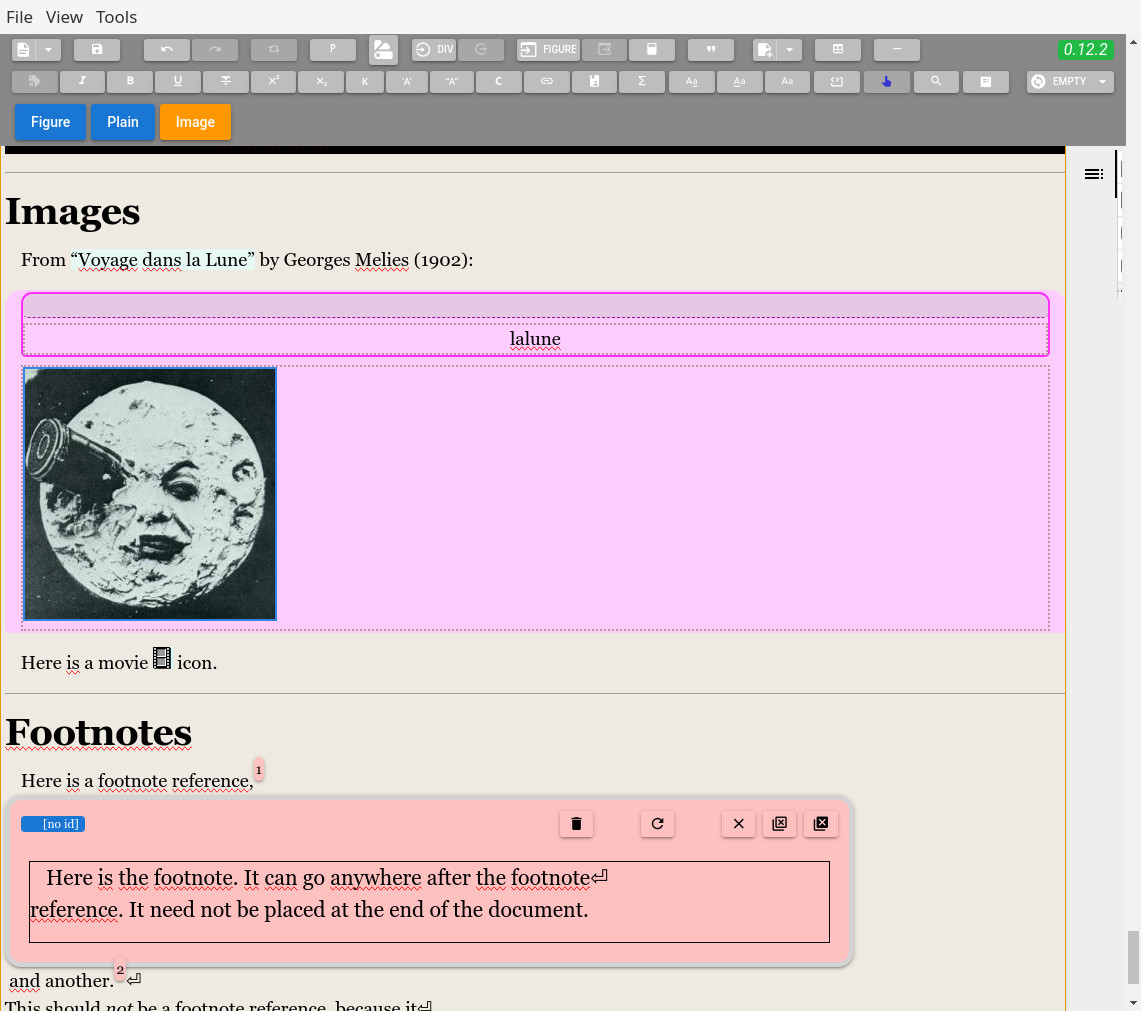 File View Tools
P DIV FIGURE 0.12.2
I B U S X² X₂ K 'A' "A" C Σ Aa Aa Aa EMPTY
Figure Plain Image
Images
From “Voyage dans la Lune” by Georges Melies (1902):
lalune
Here is a movie icon.
Footnotes
Here is a footnote reference,1
[no id]
Here is the footnote. It can go anywhere after the footnote⏎
reference. It need not be placed at the end of the document.
and another.2 ⏎
This should not be a footnote reference, because it⏎